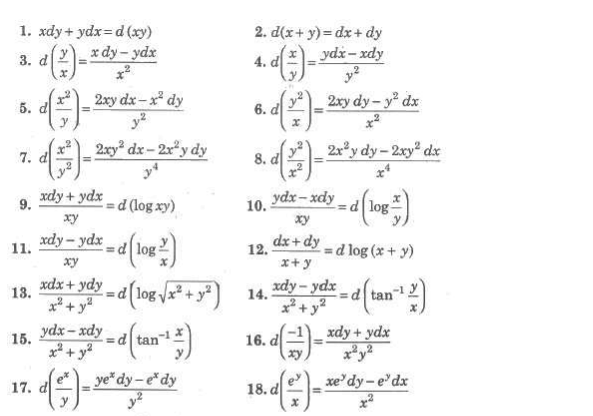 1. xdy + ydx = d (xy)
2. d(x + y) = dx + dy
3. d(y/x) = (x dy – ydx)/x²
4. d(x/y) = (ydx – xdy)/y²
5. d(x²/y) = (2xy dx – x² dy)/y²
6. d(y²/x) = (2xy dy – y² dx)/x²
7. d(x²/y²) = (2xy² dx – 2x²y dy)/y⁴
8. d(y²/x²) = (2x²y dy – 2xy² dx)/x⁴
9. (xdy + ydx)/xy = d (log xy)
10. (ydx – xdy)/xy = d (log x/y)
11. (xdy – ydx)/xy = d (log y/x)
12. (dx + dy)/(x + y) = d log (x + y)
13. (xdx + ydy)/(x² + y²) = d (log √(x² + y²))
14. (xdy – ydx)/(x² + y²) = d (tan⁻¹ y/x)
15. (ydx – xdy)/(x² + y²) = d (tan⁻¹ x/y)
16. d(–1/xy) = (xdy + ydx)/x²y²
17. d(eˣ/y) = (yeˣ dy – eˣ dy)/y²
18. d(eʸ/x) = (xeʸ dy – eʸ dx)/x²